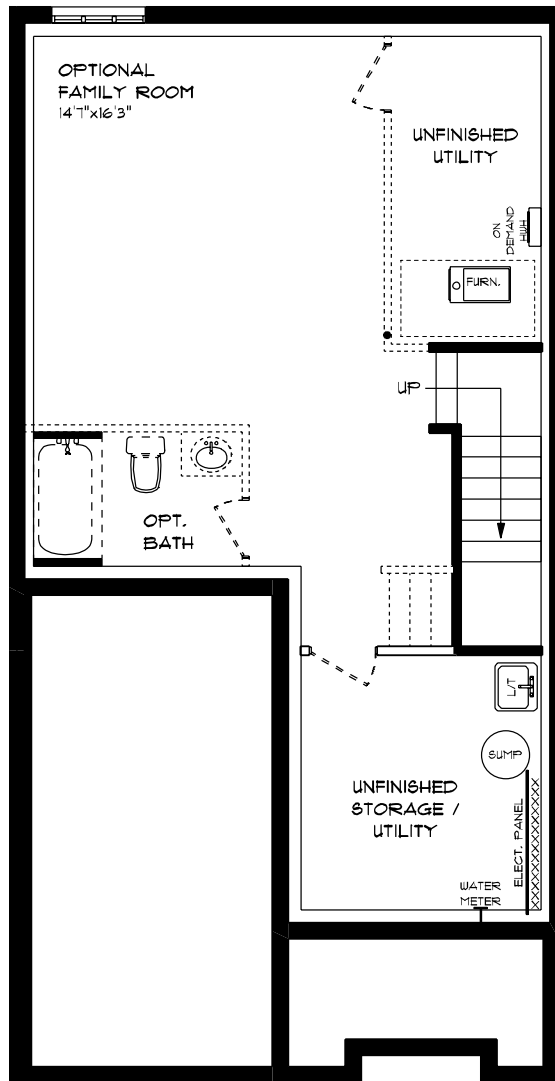 OPTIONAL
FAMILY ROOM
14'7"x16'3"
UNFINISHED
UTILITY
ON
DEMAND
HWH
FURN.
UP
OPT.
BATH
L/T
SUMP
UNFINISHED
STORAGE /
UTILITY
ELECT. PANEL
WATER
METER